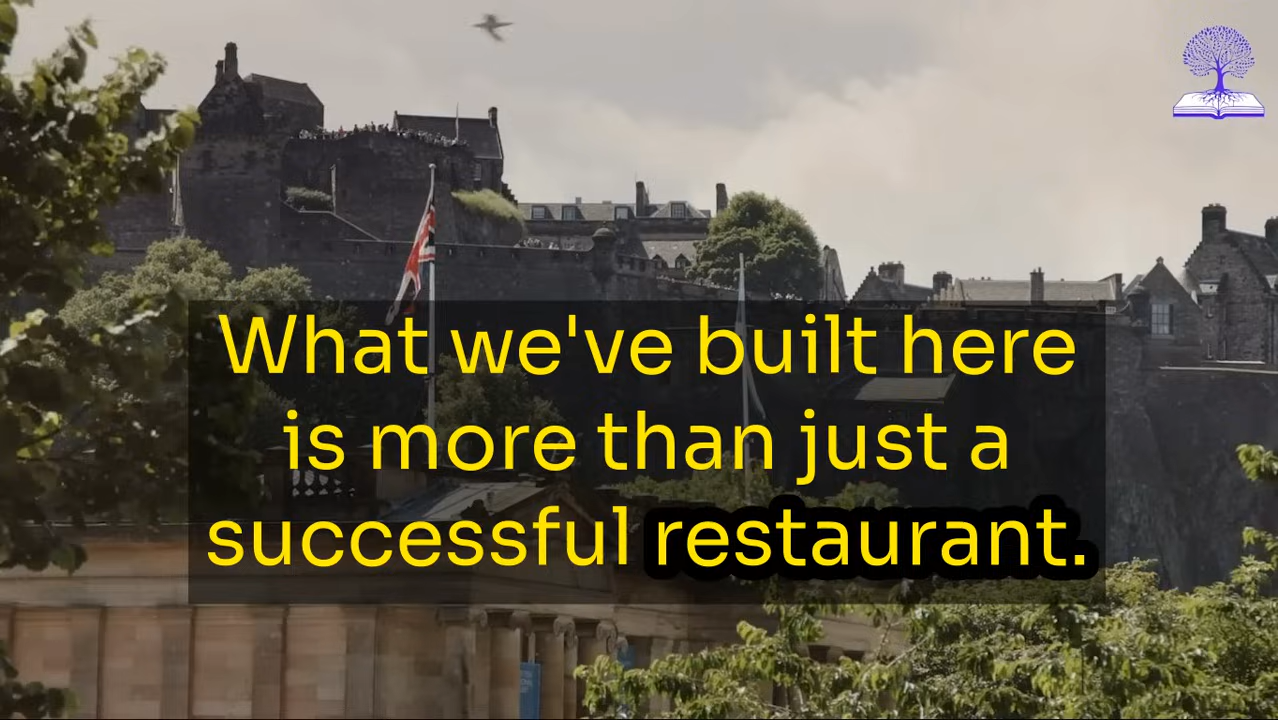 What we've built here
is more than just a
successful restaurant.